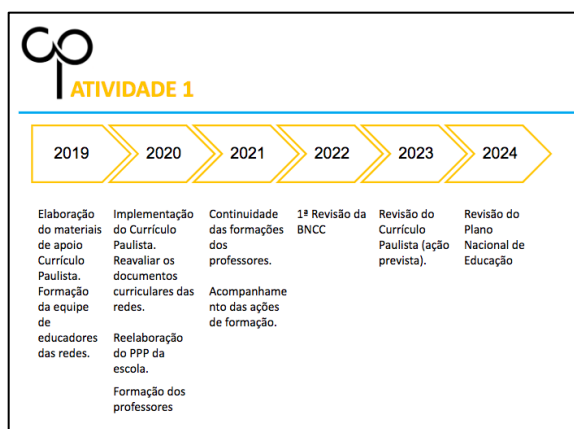 cp
ATIVIDADE 1
2019
2020
2021
2022
2023
2024
Elaboração
do materiais
de apoio
Currículo
Paulista.
Formação
da equipe
de
educadores
das redes.
Implementação
do Currículo
Paulista.
Reavaliar os
documentos
curriculares das
redes.
Reelaboração
do PPP da
escola.
Formação dos
professores
Continuidade
das formações
dos
professores.
Acompanhame
nto das ações
de formação.
1ª Revisão da
BNCC
Revisão do
Currículo
Paulista (ação
prevista).
Revisão do
Plano
Nacional de
Educação